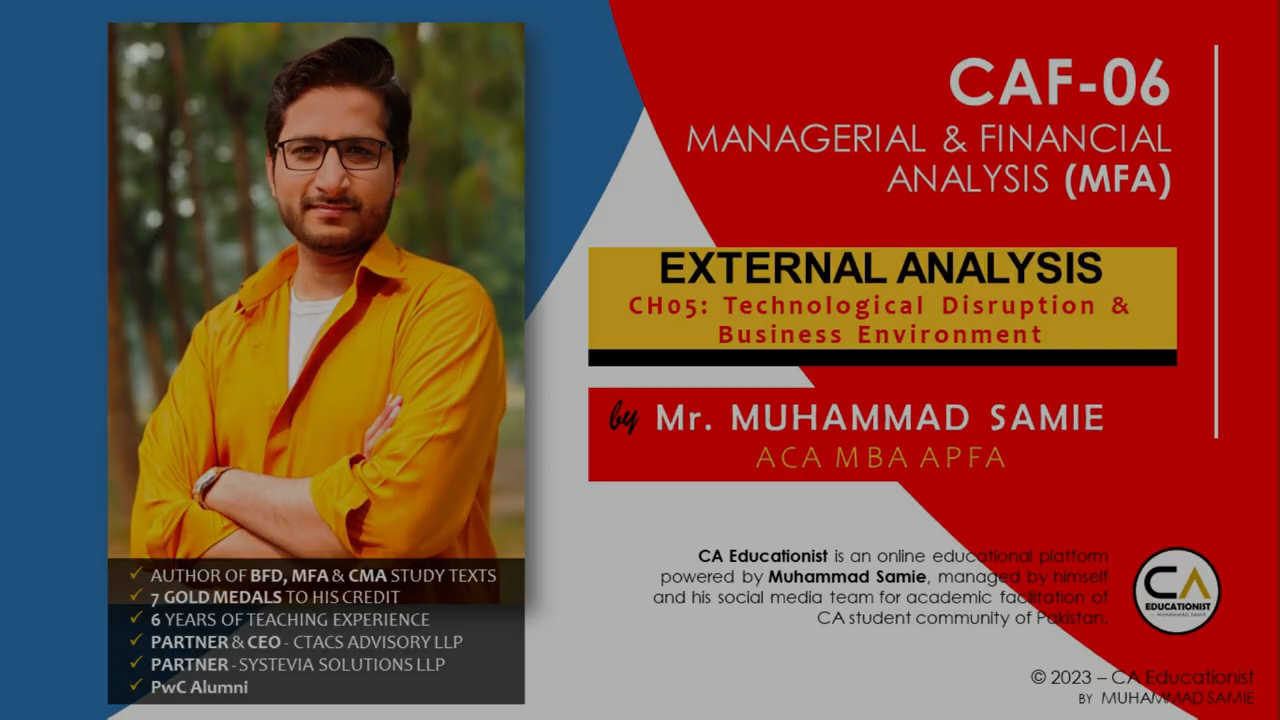 CAF-06
MANAGERIAL & FINANCIAL
ANALYSIS (MFA)
EXTERNAL ANALYSIS
CH05: Technological Disruption &
Business Environment
by Mr. MUHAMMAD SAMIE
ACA MBA APFA
AUTHOR OF BFD, MFA & CMA STUDY TEXTS
7 GOLD MEDALS TO HIS CREDIT
6 YEARS OF TEACHING EXPERIENCE
PARTNER & CEO - CTACS ADVISORY LLP
PARTNER - SYSTEVIA SOLUTIONS LLP
PwC Alumni
CA Educationist is an online educational platform
powered by Muhammad Samie, managed by himself
and his social media team for academic facilitation of
CA student community of Pakistan.
CA
EDUCATIONIST
MUHAMMAD SAMIE
© 2023 – CA Educationist
BY MUHAMMAD SAMIE